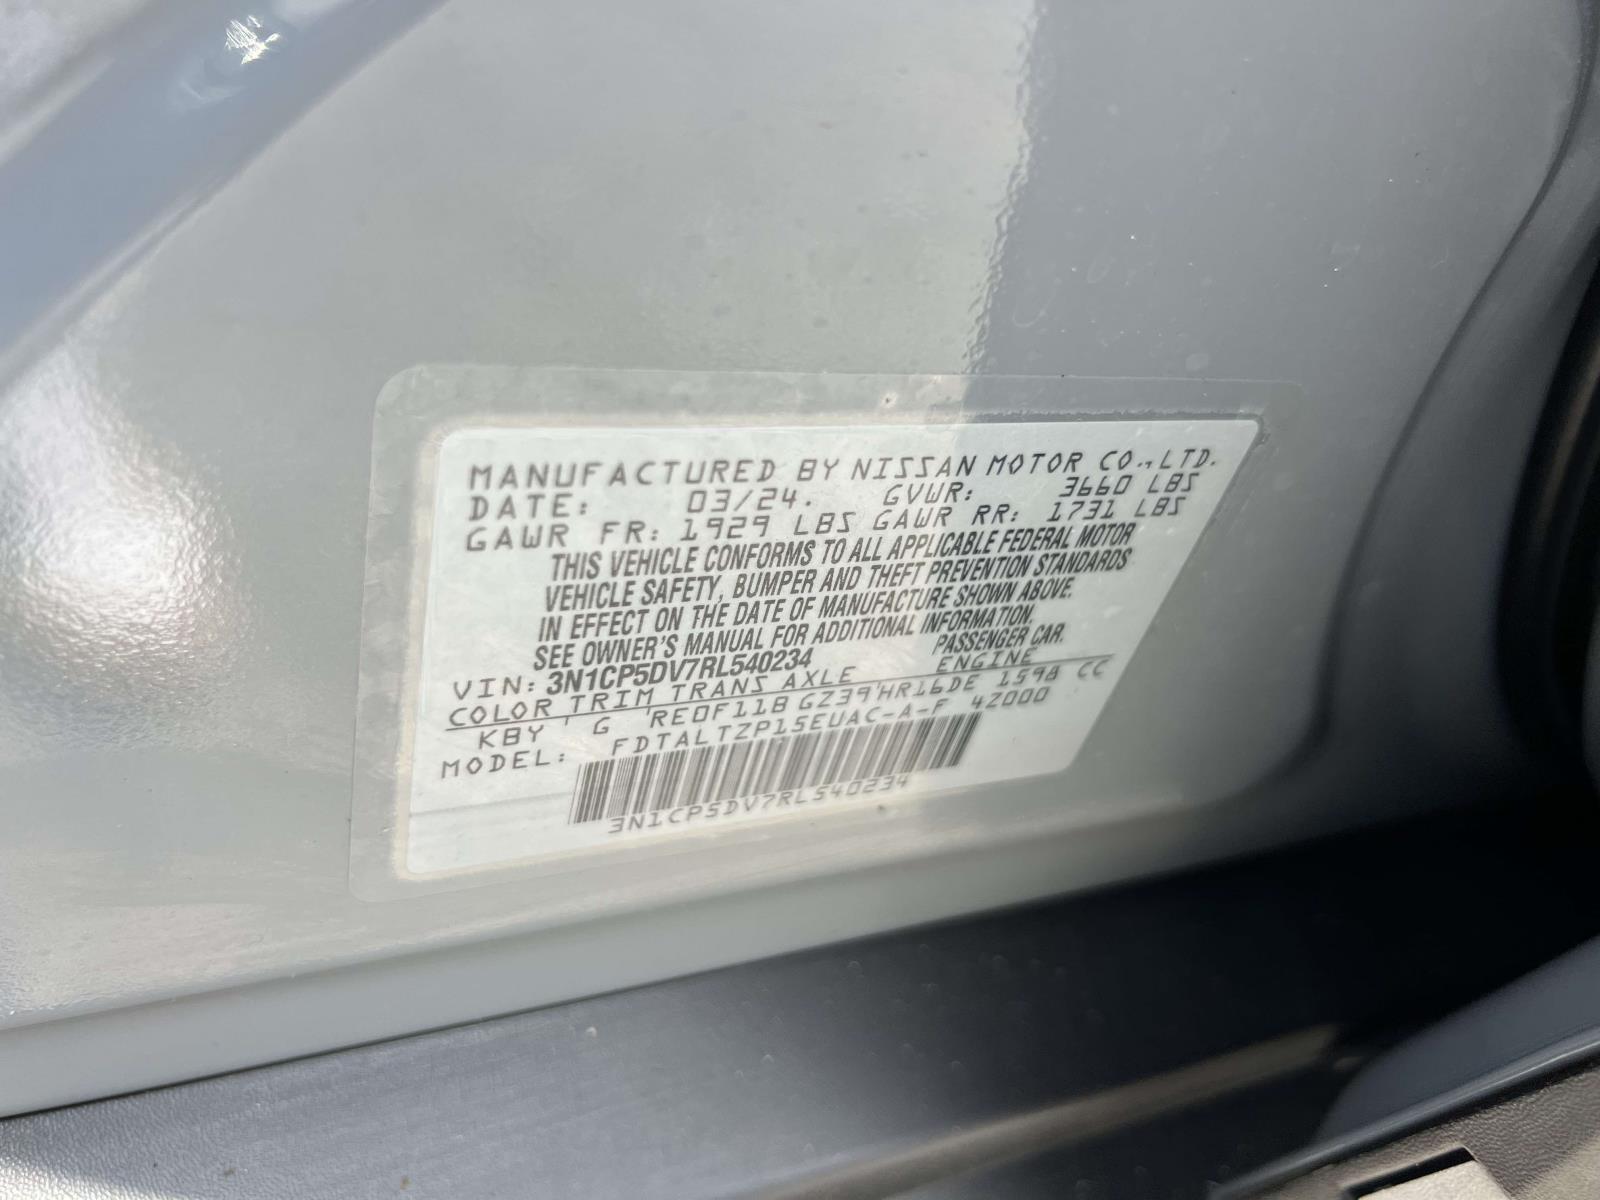 MANUFACTURED BY NISSAN MOTOR CO., LTD.
DATE: 03/24. GVWR: 3660 LBS
GAWR FR: 1929 LBS GAWR RR: 1731 LBS
THIS VEHICLE CONFORMS TO ALL APPLICABLE FEDERAL MOTOR
VEHICLE SAFETY, BUMPER AND THEFT PREVENTION STANDARDS
IN EFFECT ON THE DATE OF MANUFACTURE SHOWN ABOVE.
SEE OWNER'S MANUAL FOR ADDITIONAL INFORMATION.
VIN: 3N1CP5DV7RL540234 PASSENGER CAR.
COLOR TRIM TRANS AXLE ENGINE
KBY G RE0F11B GZ39 HR16DE 1598 CC
MODEL: FDTALTZP15EUAC-A-F 4Z000
3N1CP5DV7RL540234